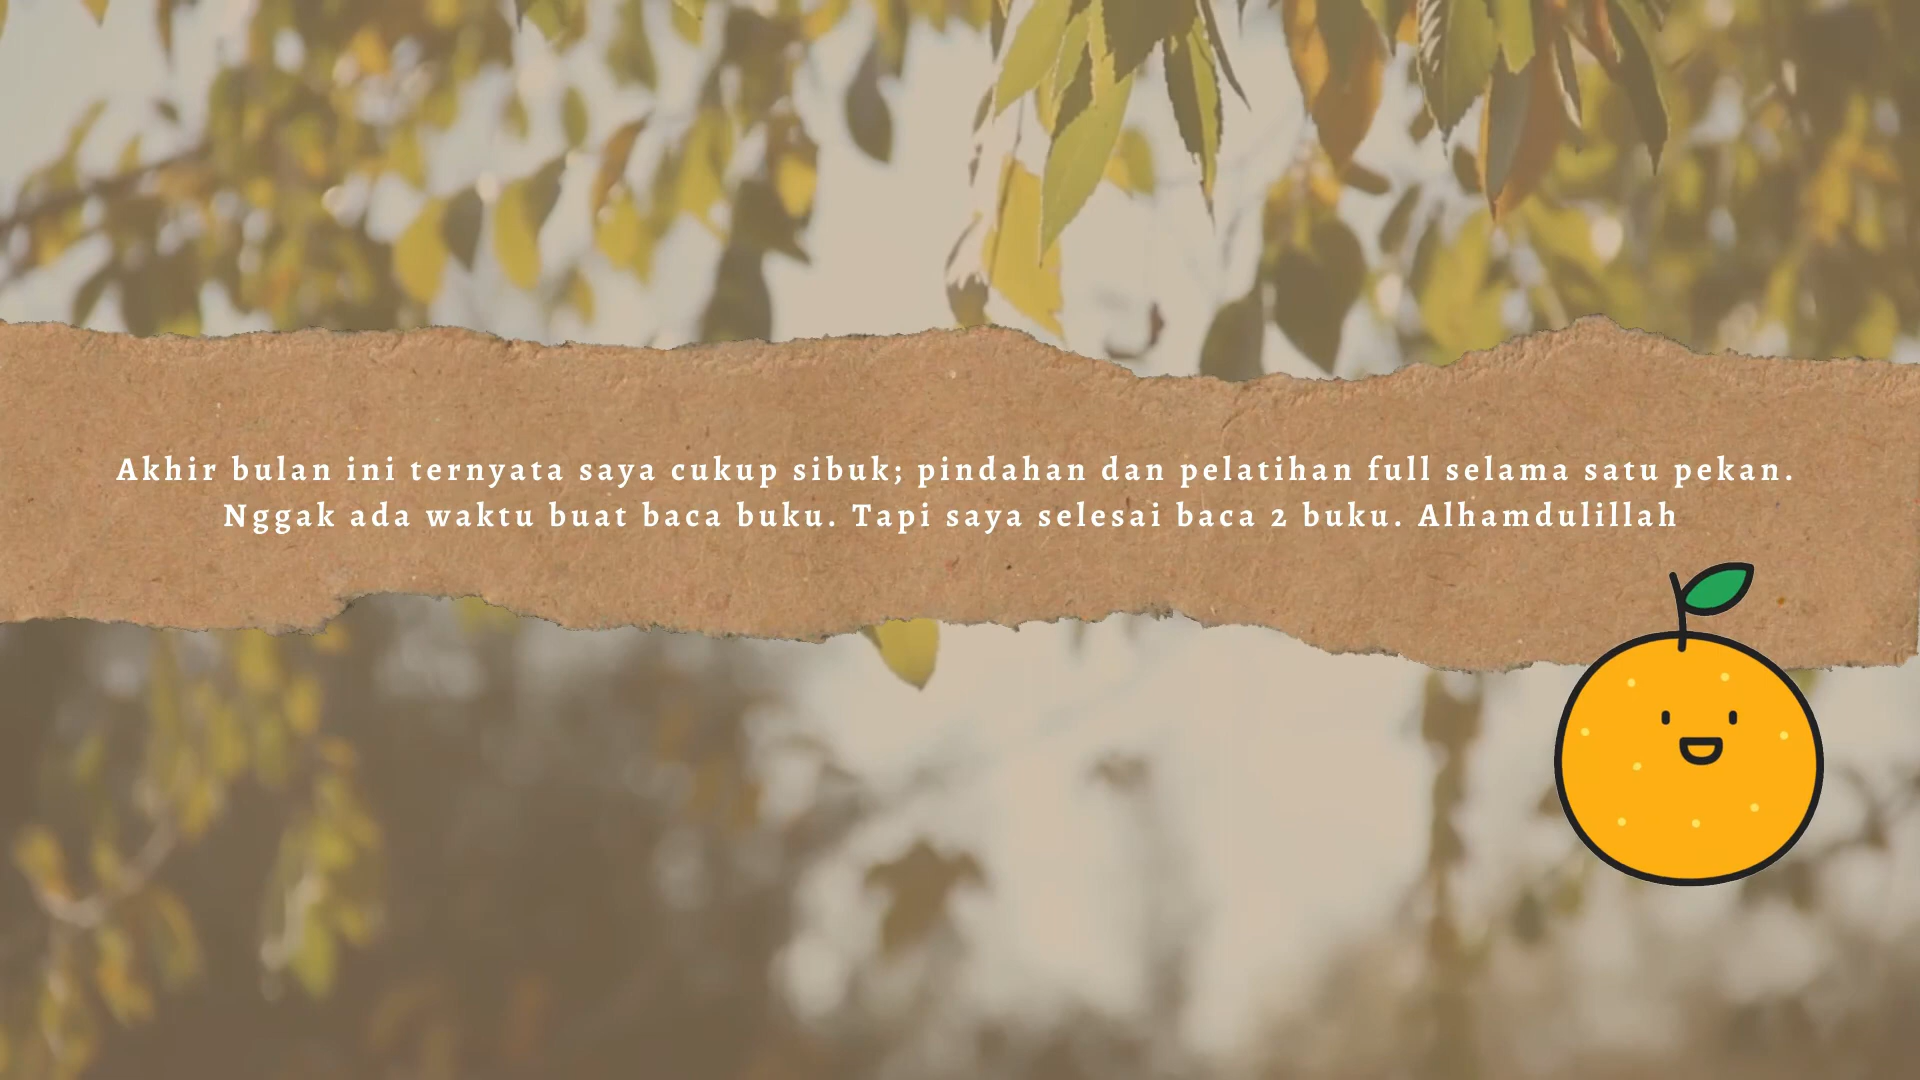 Akhir bulan ini ternyata saya cukup sibuk; pindahan dan pelatihan full selama satu pekan.
Nggak ada waktu buat baca buku. Tapi saya selesai baca 2 buku. Alhamdulillah